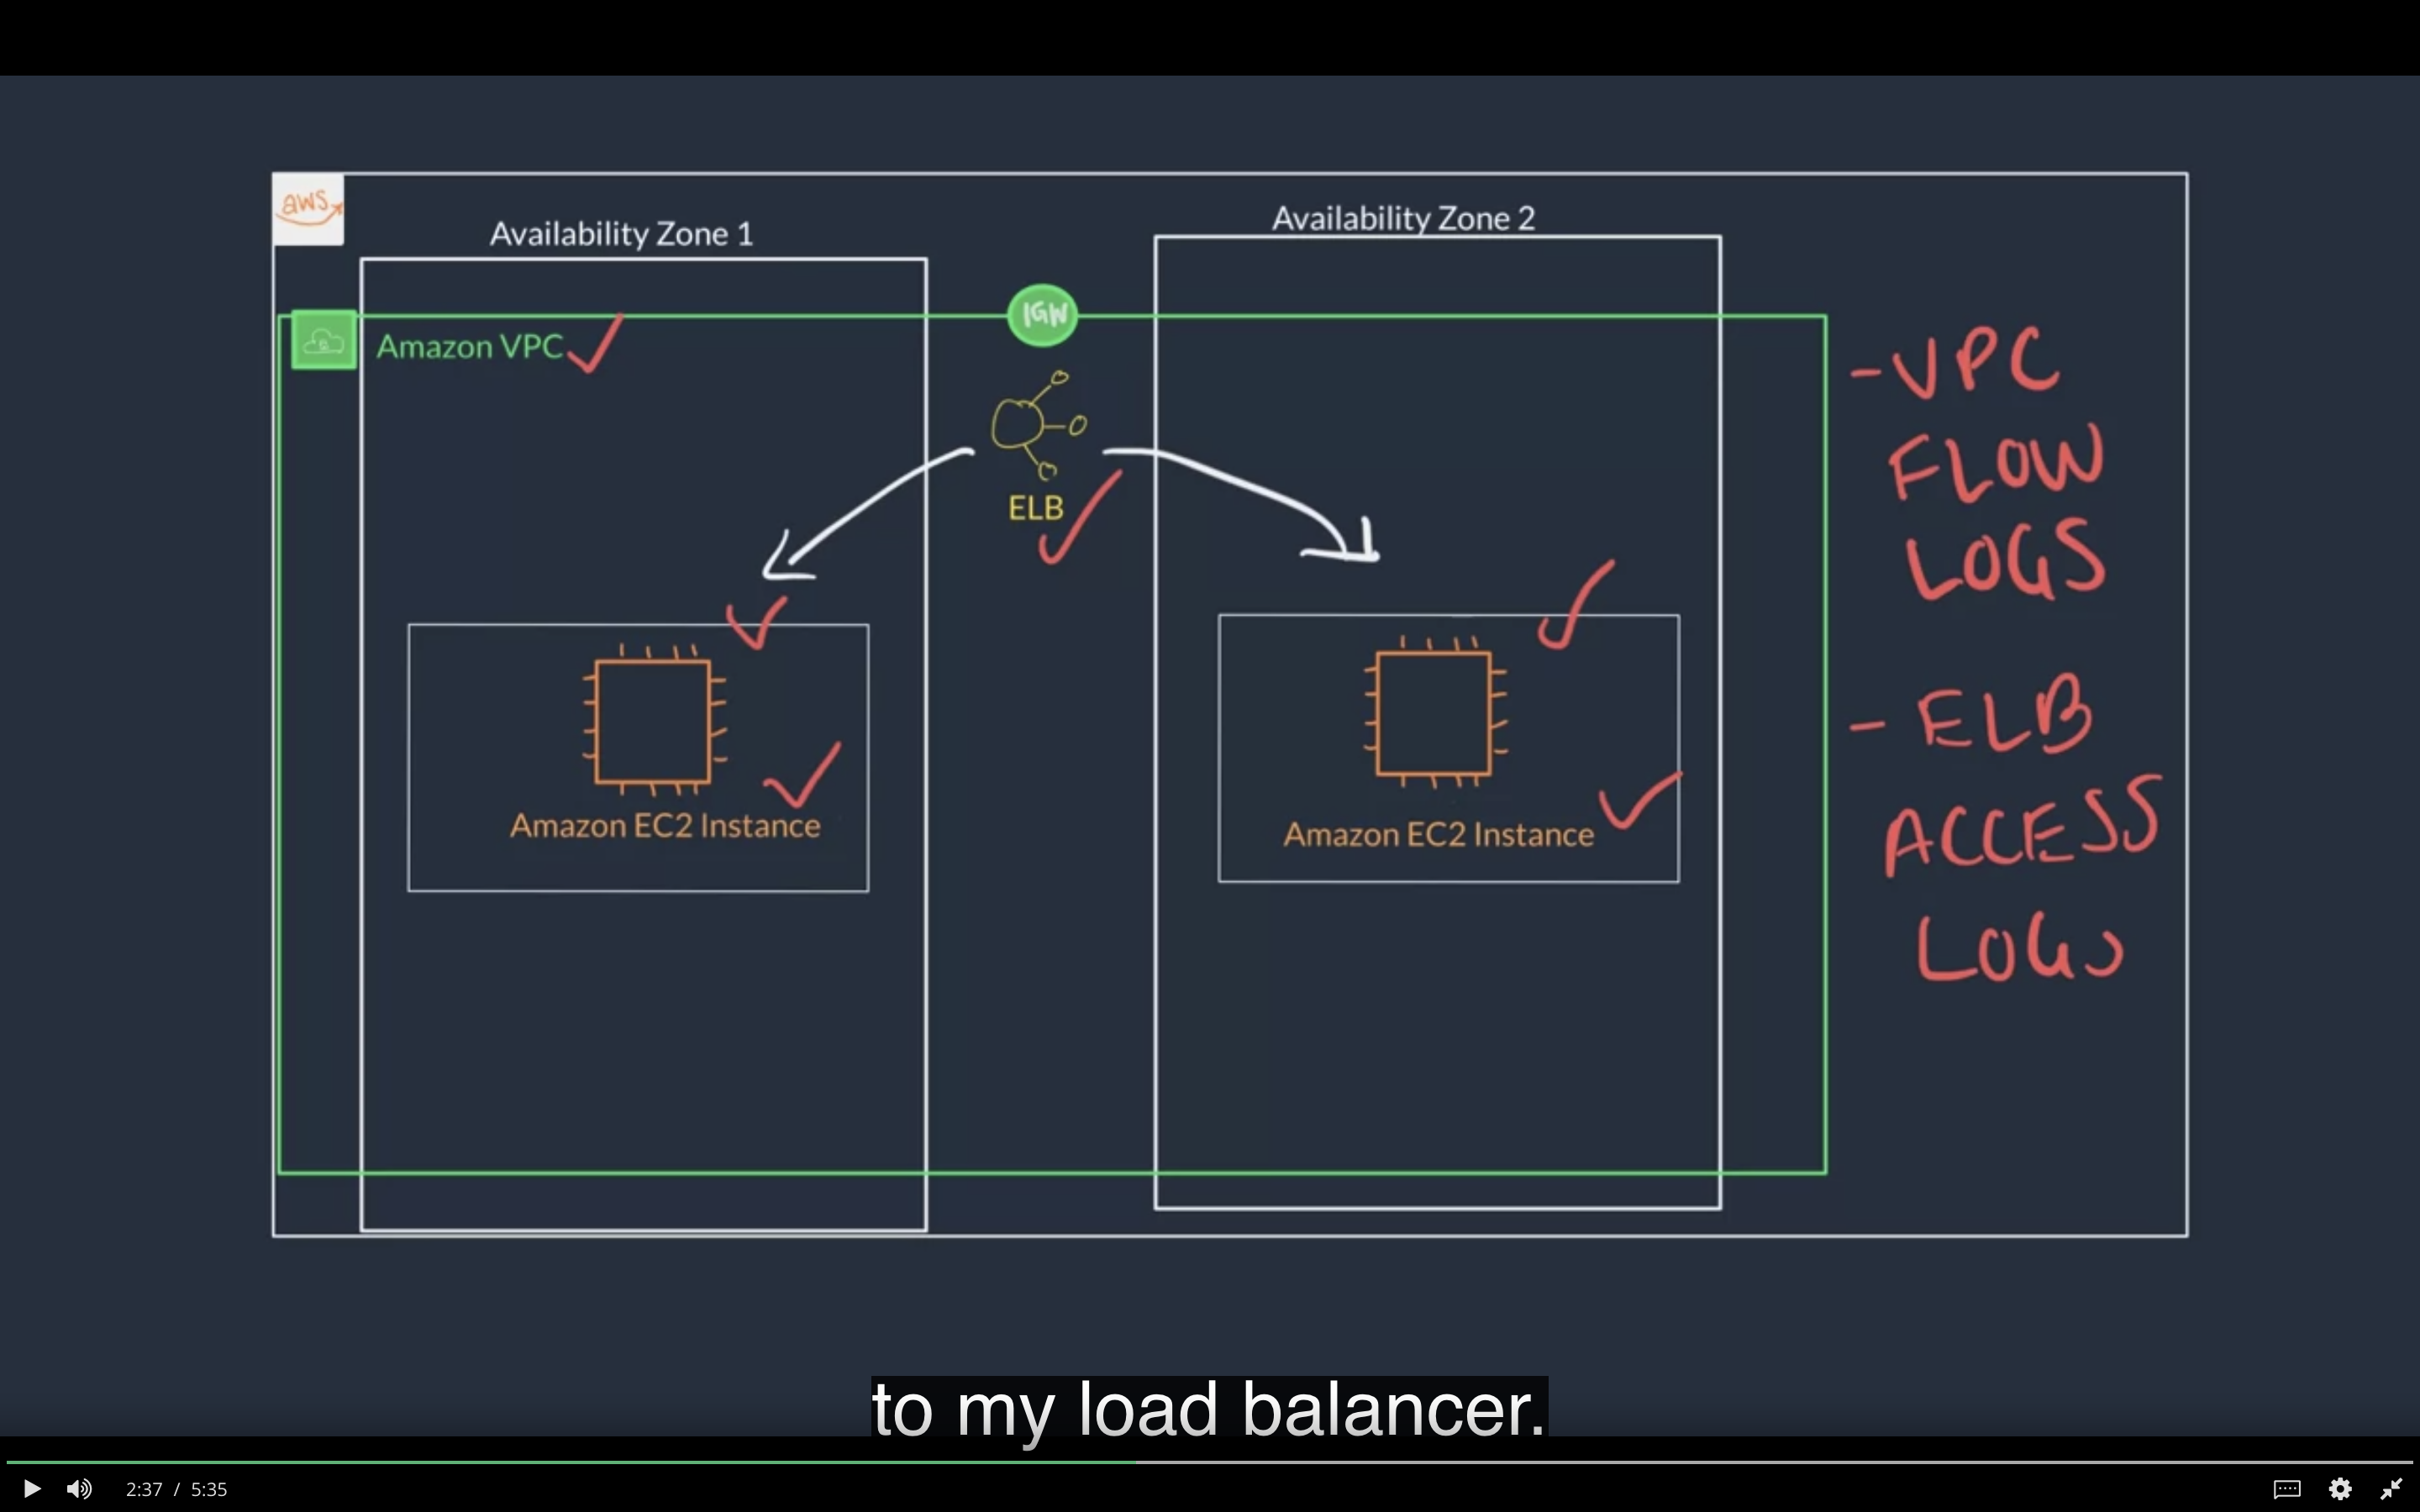 aws
Availability Zone 1
Availability Zone 2
IGW
Amazon VPC
ELB
Amazon EC2 Instance
Amazon EC2 Instance
- VPC
FLOW
LOGS
- ELB
ACCESS
LOGS
to my load balancer.
2:37 / 5:35